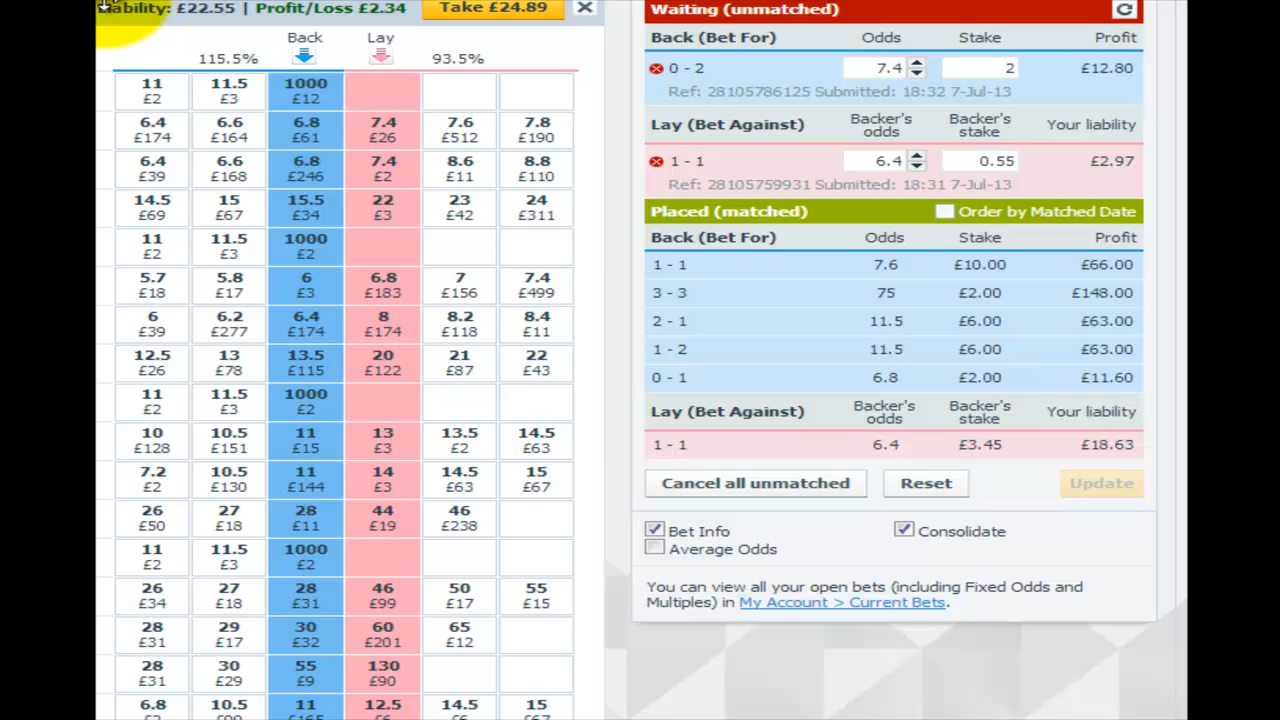 iability: £22.55 | Profit/Loss £2.34 Take £24.89
Back Lay
115.5% 93.5%
11 11.5 1000
£2 £3 £12
6.4 6.6 6.8 7.4 7.6 7.8
£174 £164 £61 £26 £512 £190
6.4 6.6 6.8 7.4 8.6 8.8
£39 £168 £246 £2 £11 £110
14.5 15 15.5 22 23 24
£69 £67 £34 £3 £42 £311
11 11.5 1000
£2 £3 £2
5.7 5.8 6 6.8 7 7.4
£18 £17 £3 £183 £156 £499
6 6.2 6.4 8 8.2 8.4
£39 £277 £174 £174 £118 £11
12.5 13 13.5 20 21 22
£26 £78 £115 £122 £87 £43
11 11.5 1000
£2 £3 £2
10 10.5 11 13 13.5 14.5
£128 £151 £15 £3 £2 £63
7.2 10.5 11 14 14.5 15
£2 £130 £144 £3 £63 £67
26 27 28 44 46
£50 £18 £11 £19 £238
11 11.5 1000
£2 £3 £2
26 27 28 46 50 55
£34 £18 £31 £99 £17 £15
28 29 30 60 65
£31 £17 £32 £201 £12
28 30 55 130
£31 £29 £9 £90
6.8 10.5 11 12.5 14.5 15
Waiting (unmatched)
Back (Bet For) Odds Stake Profit
0 - 2 7.4 2 £12.80
Ref: 28105786125 Submitted: 18:32 7-Jul-13
Lay (Bet Against) Backer's odds Backer's stake Your liability
1 - 1 6.4 0.55 £2.97
Ref: 28105759931 Submitted: 18:31 7-Jul-13
Placed (matched) Order by Matched Date
Back (Bet For) Odds Stake Profit
1 - 1 7.6 £10.00 £66.00
3 - 3 75 £2.00 £148.00
2 - 1 11.5 £6.00 £63.00
1 - 2 11.5 £6.00 £63.00
0 - 1 6.8 £2.00 £11.60
Lay (Bet Against) Backer's odds Backer's stake Your liability
1 - 1 6.4 £3.45 £18.63
Cancel all unmatched Reset Update
Bet Info Consolidate
Average Odds
You can view all your open bets (including Fixed Odds and
Multiples) in My Account > Current Bets.